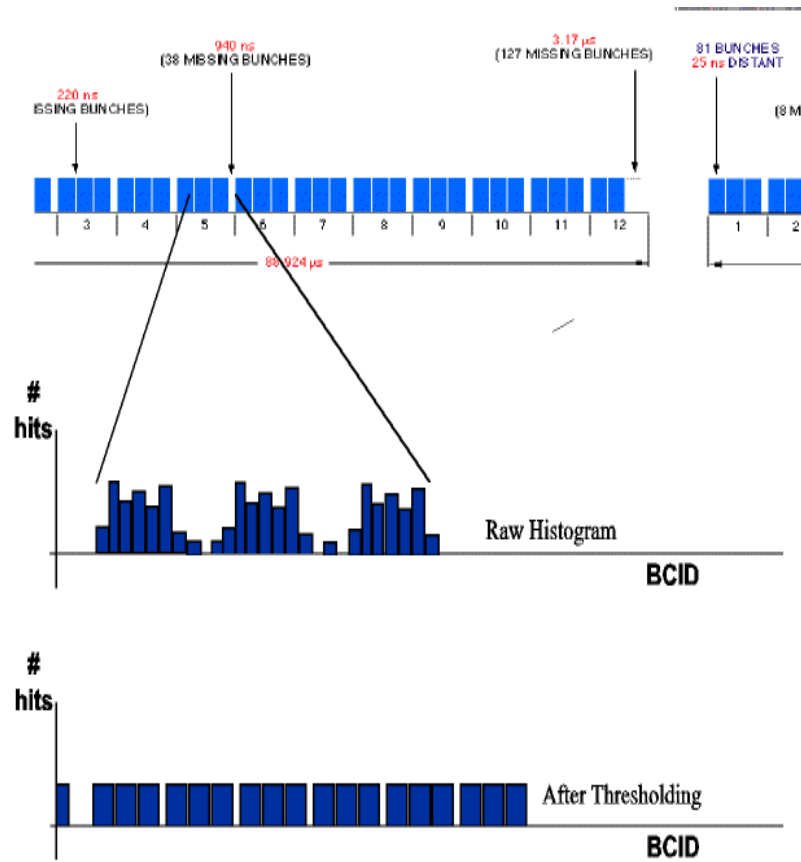 940 ns
(38 MISSING BUNCHES)
3.17 µs
(127 MISSING BUNCHES)
81 BUNCHES
25 ns DISTANT
220 ns
ISSING BUNCHES)
(8 M
3 4 5 6 7 8 9 10 11 12 1 2
88.924 µs
#
hits
Raw Histogram
BCID
#
hits
After Thresholding
BCID